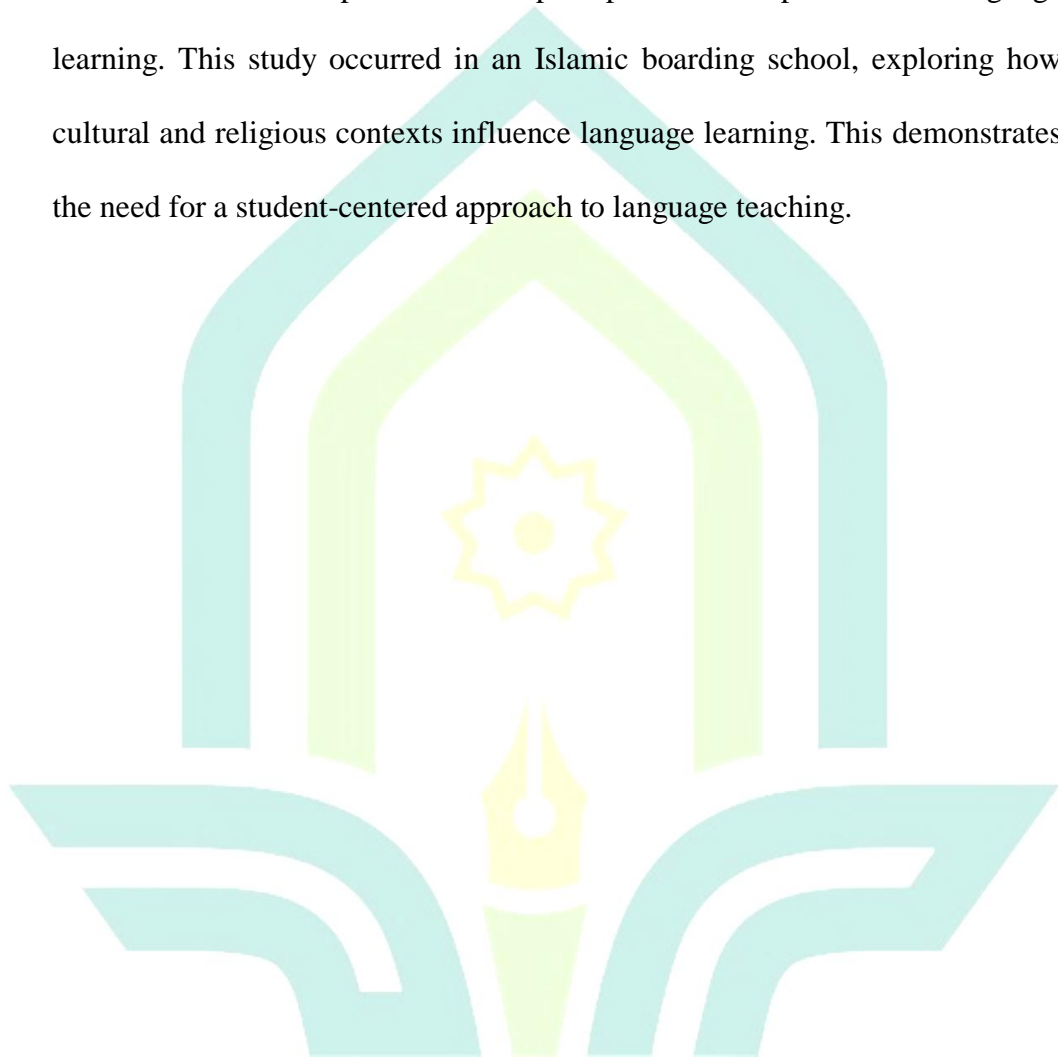 learning. This study occurred in an Islamic boarding school, exploring how
cultural and religious contexts influence language learning. This demonstrates
the need for a student-centered approach to language teaching.